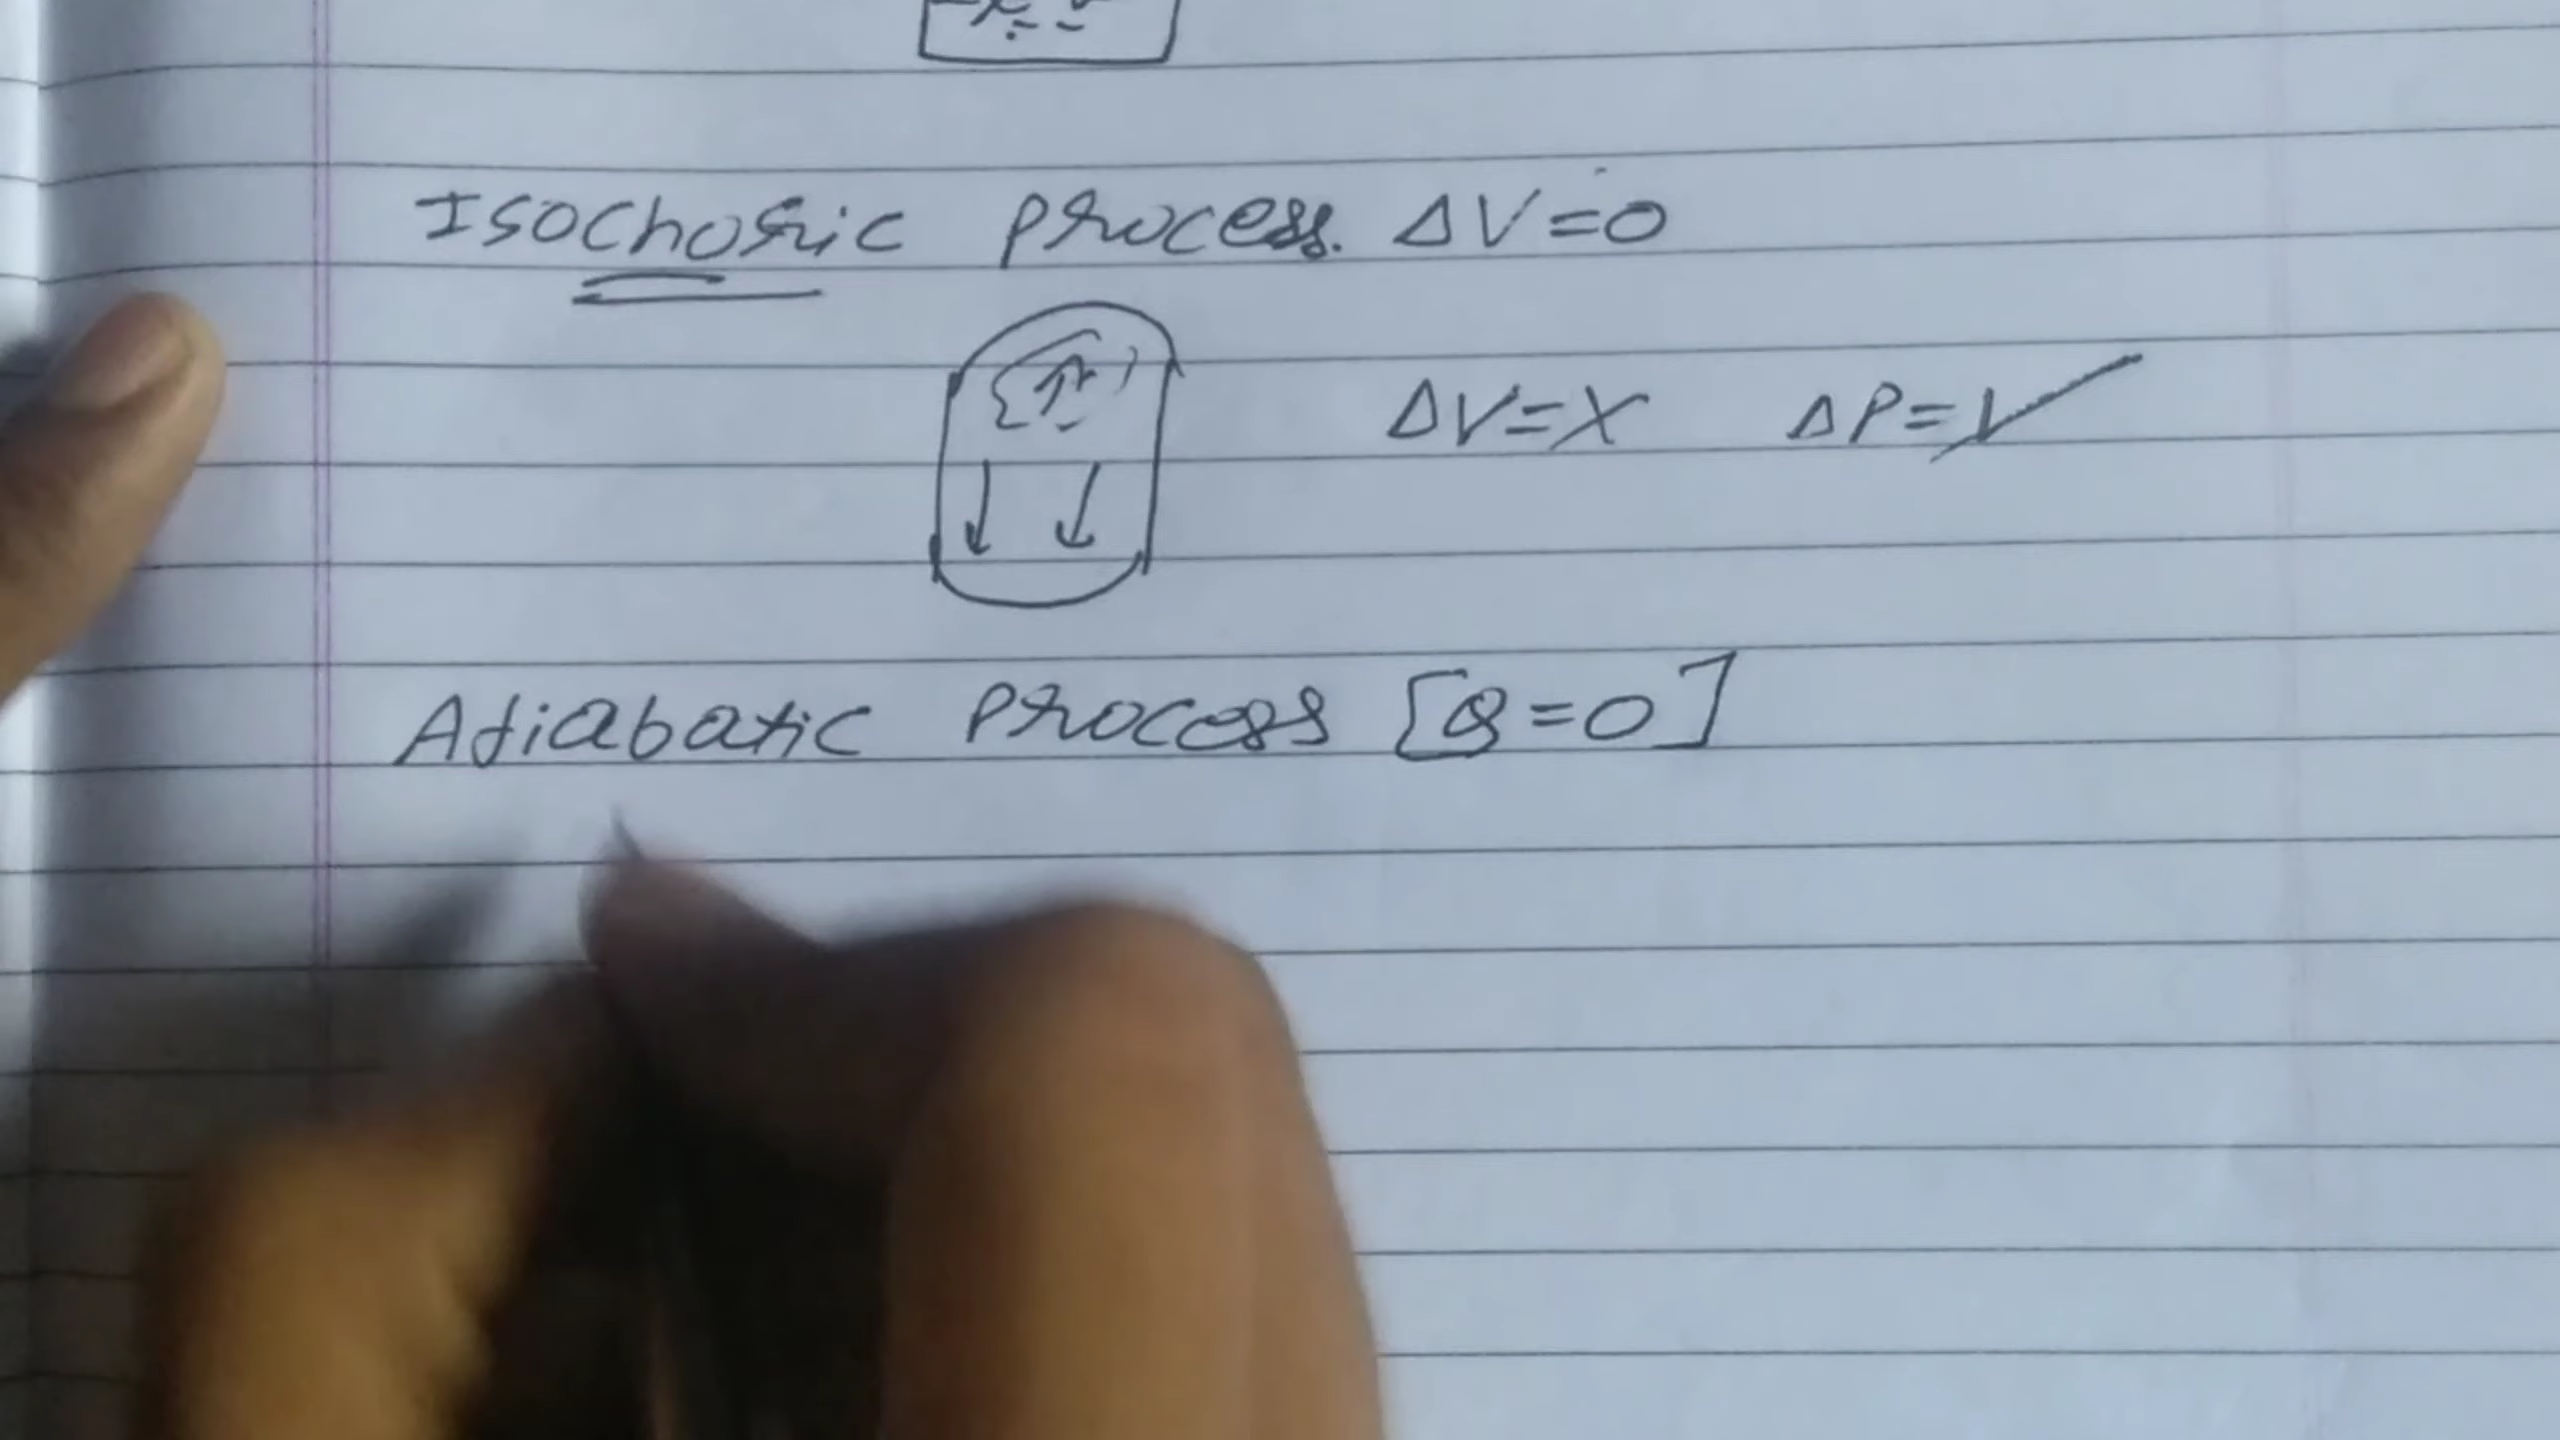 Isochoric process. ΔV=0
ΔV=X ΔP=✓
Adiabatic process [Q=0]